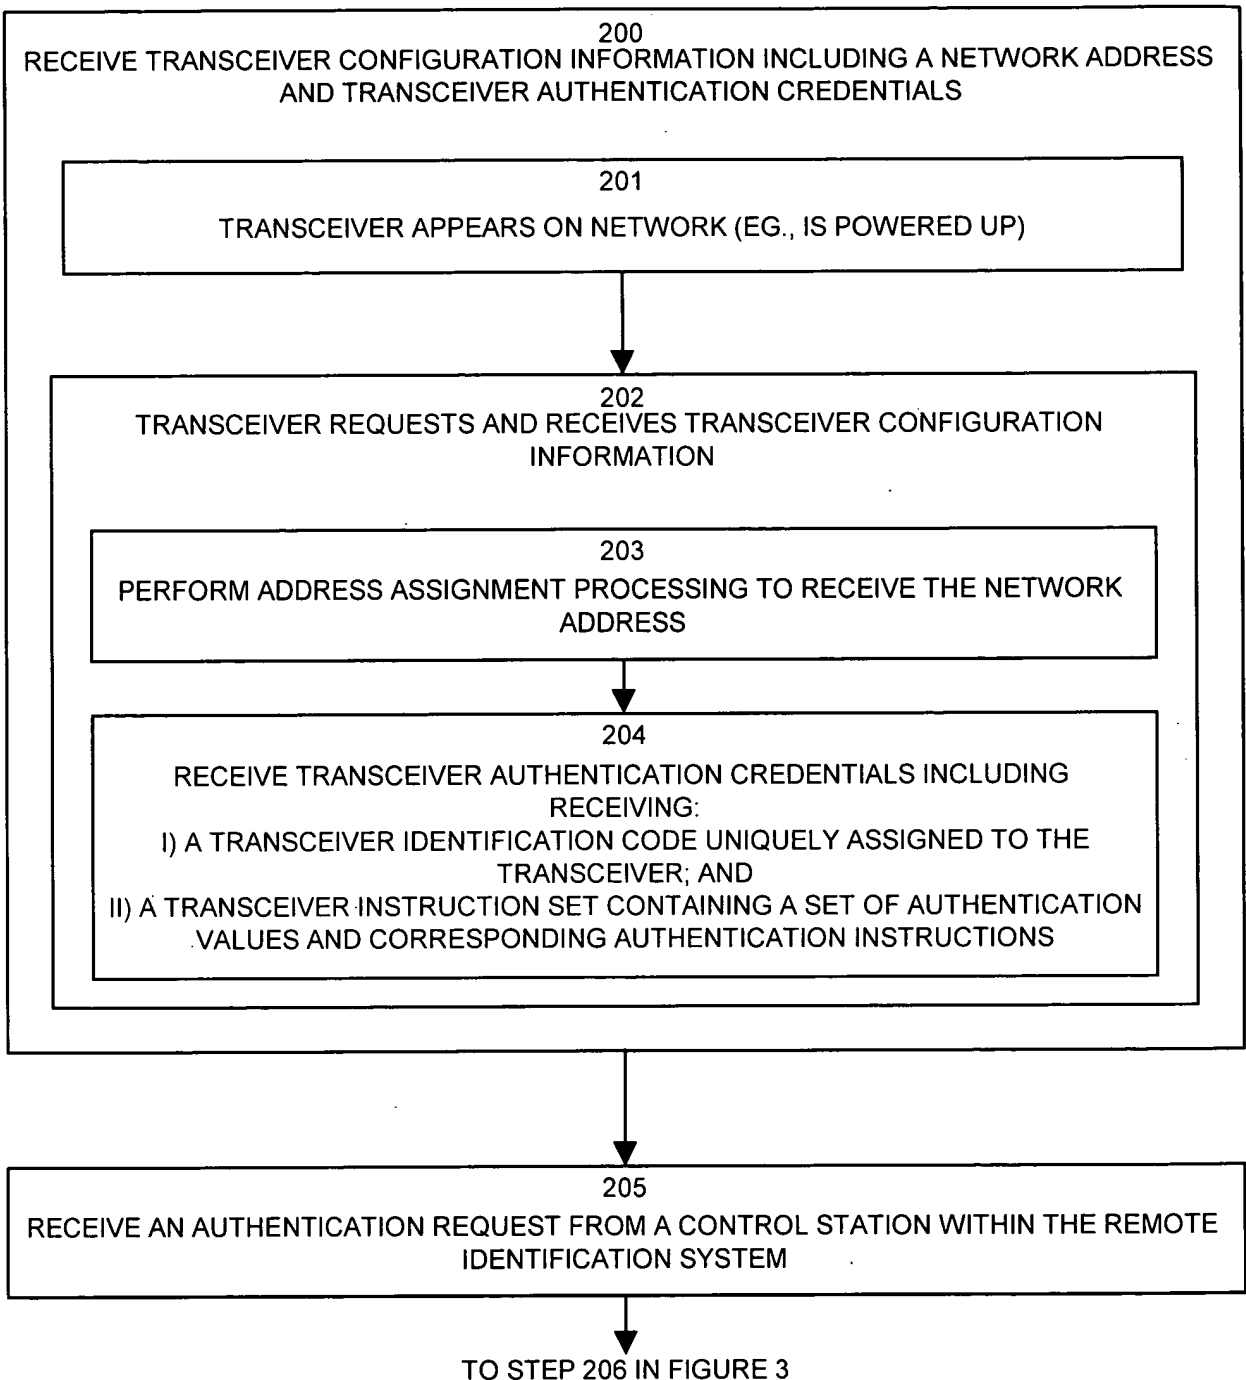 200
RECEIVE TRANSCEIVER CONFIGURATION INFORMATION INCLUDING A NETWORK ADDRESS
AND TRANSCEIVER AUTHENTICATION CREDENTIALS
201
TRANSCEIVER APPEARS ON NETWORK (EG., IS POWERED UP)
202
TRANSCEIVER REQUESTS AND RECEIVES TRANSCEIVER CONFIGURATION
INFORMATION
203
PERFORM ADDRESS ASSIGNMENT PROCESSING TO RECEIVE THE NETWORK
ADDRESS
204
RECEIVE TRANSCEIVER AUTHENTICATION CREDENTIALS INCLUDING
RECEIVING:
I) A TRANSCEIVER IDENTIFICATION CODE UNIQUELY ASSIGNED TO THE
TRANSCEIVER; AND
II) A TRANSCEIVER INSTRUCTION SET CONTAINING A SET OF AUTHENTICATION
VALUES AND CORRESPONDING AUTHENTICATION INSTRUCTIONS
205
RECEIVE AN AUTHENTICATION REQUEST FROM A CONTROL STATION WITHIN THE REMOTE
IDENTIFICATION SYSTEM
TO STEP 206 IN FIGURE 3